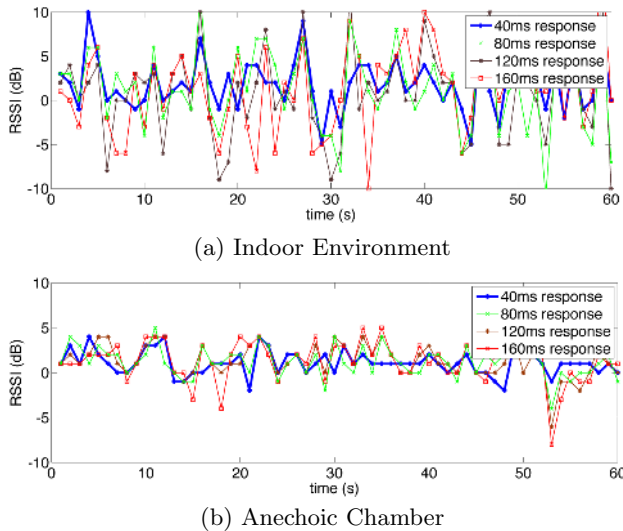 10
5
0
-5
-10
RSSI (dB)
40ms response
80ms response
120ms response
160ms response
0 10 20 30 40 50 60
time (s)
(a) Indoor Environment
10
5
0
-5
-10
RSSI (dB)
40ms response
80ms response
120ms response
160ms response
0 10 20 30 40 50 60
time (s)
(b) Anechoic Chamber